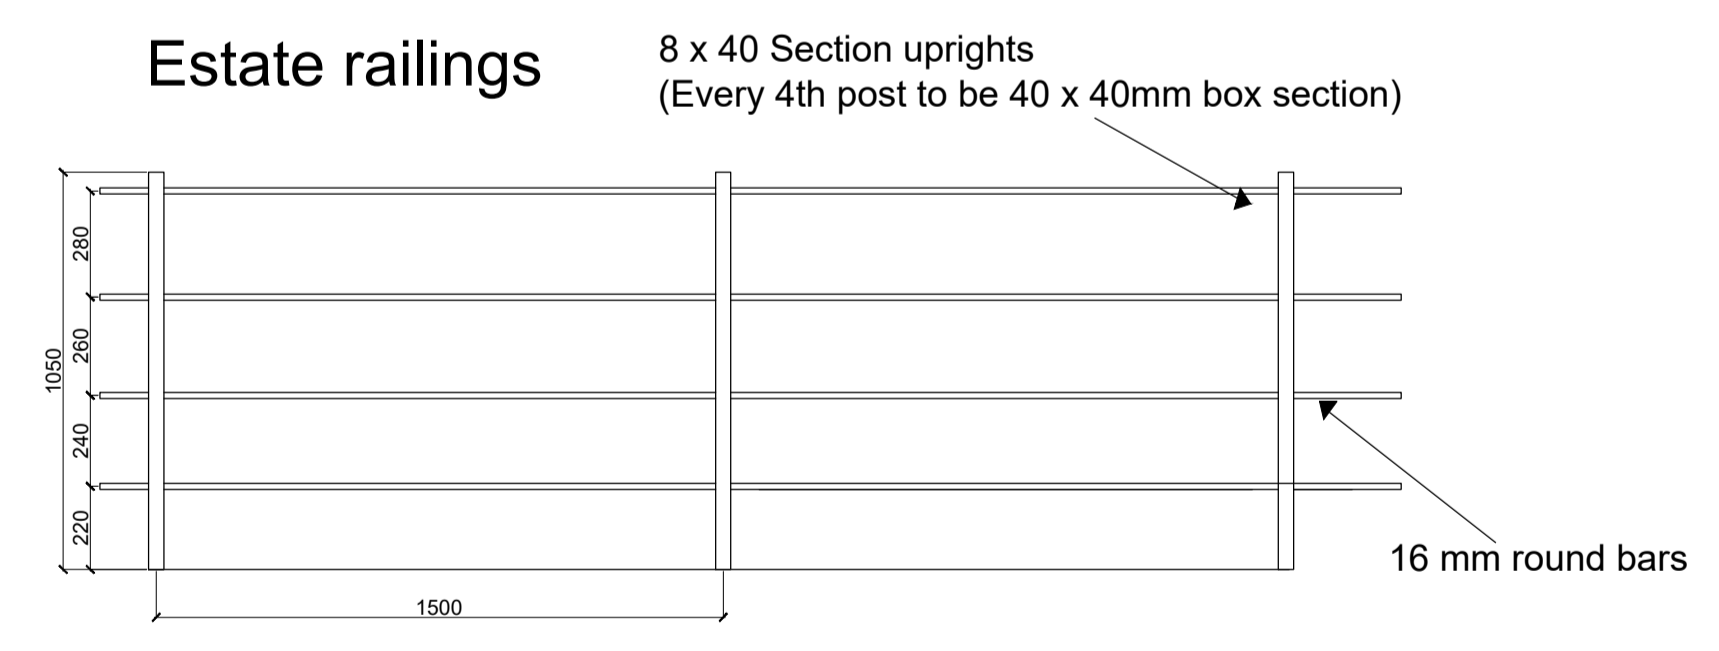 Estate railings
8 x 40 Section uprights
(Every 4th post to be 40 x 40mm box section)
280
260
1050
240
220
16 mm round bars
1500